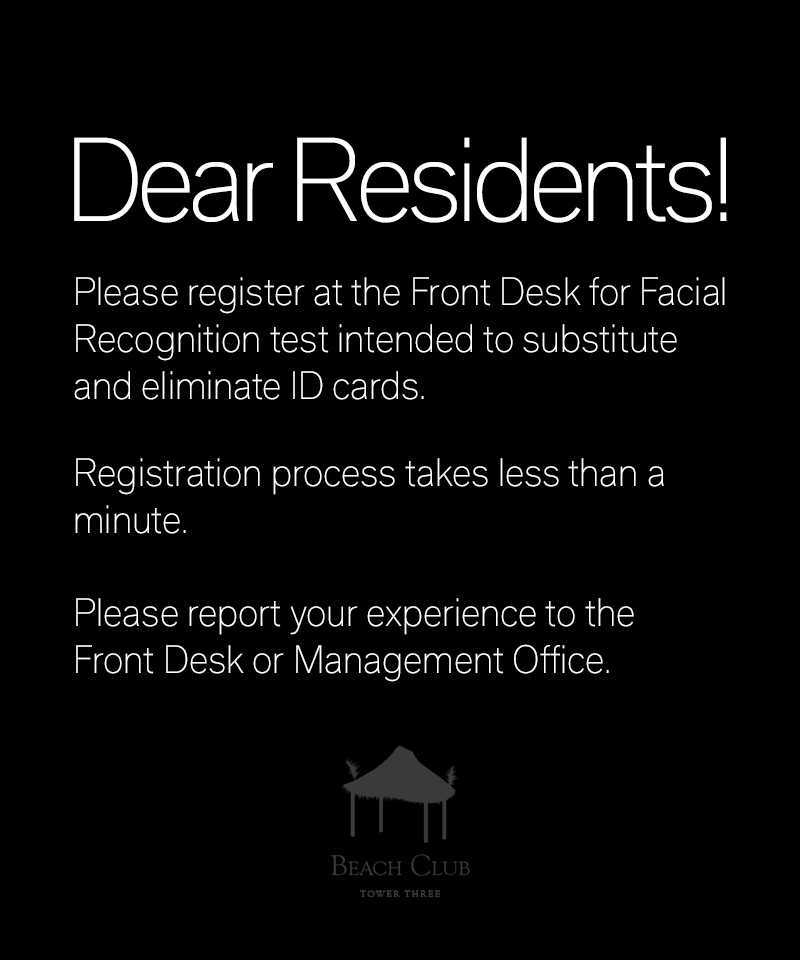 Dear Residents!
Please register at the Front Desk for Facial
Recognition test intended to substitute
and eliminate ID cards.
Registration process takes less than a
minute.
Please report your experience to the
Front Desk or Management Office.
BEACH CLUB
TOWER THREE